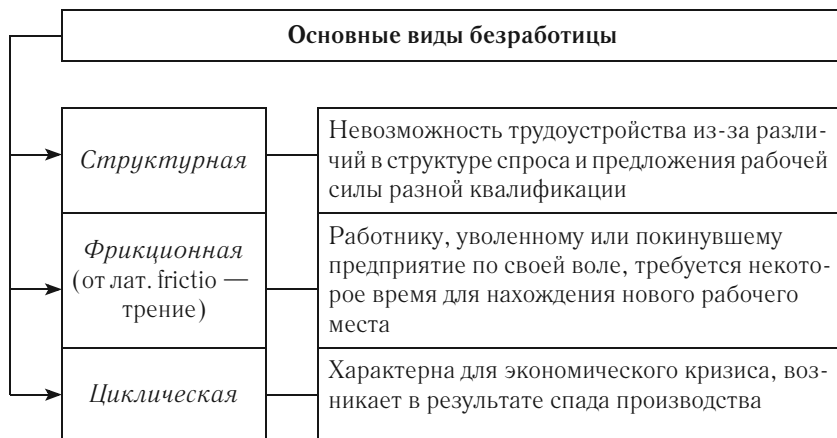 Основные виды безработицы
Структурная
Невозможность трудоустройства из-за разли-
чий в структуре спроса и предложения рабочей
силы разной квалификации
Фрикционная
(от лат. frictio —
трение)
Работнику, уволенному или покинувшему
предприятие по своей воле, требуется некото-
рое время для нахождения нового рабочего
места
Циклическая
Характерна для экономического кризиса, воз-
никает в результате спада производства